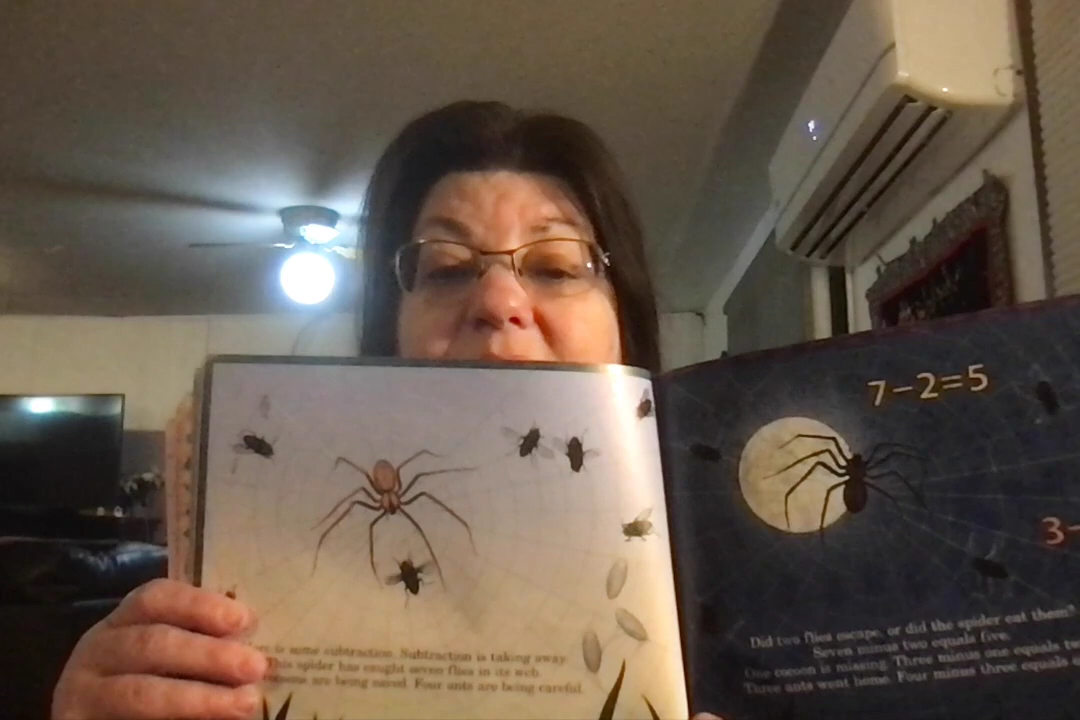 is some subtraction. Subtraction is taking away.
This spider has caught seven flies in its web.
are being saved. Four ants are being careful.
7-2=5
3-
Did two flies escape, or did the spider eat them?
Seven minus two equals five.
One cocoon is missing. Three minus one equals
Three ants went home. Four minus three equals